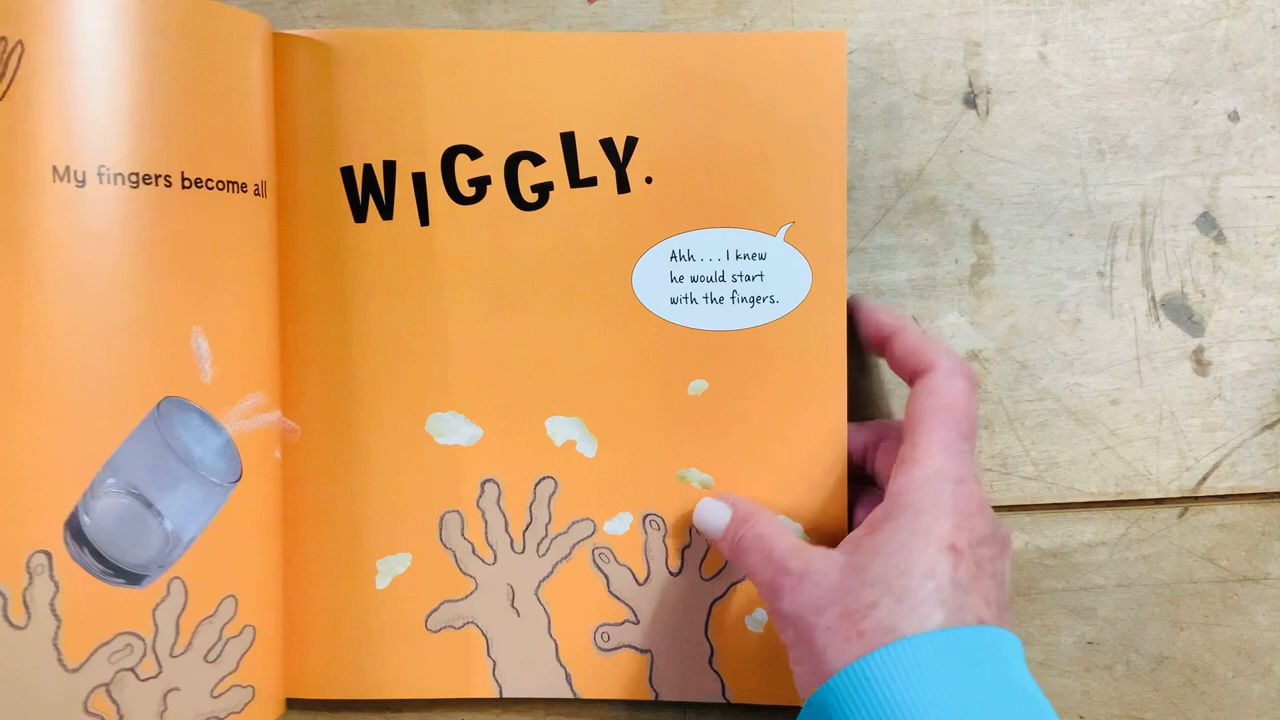 My fingers become all
WIGGLY.
Ahh . . . I knew
he would start
with the fingers.